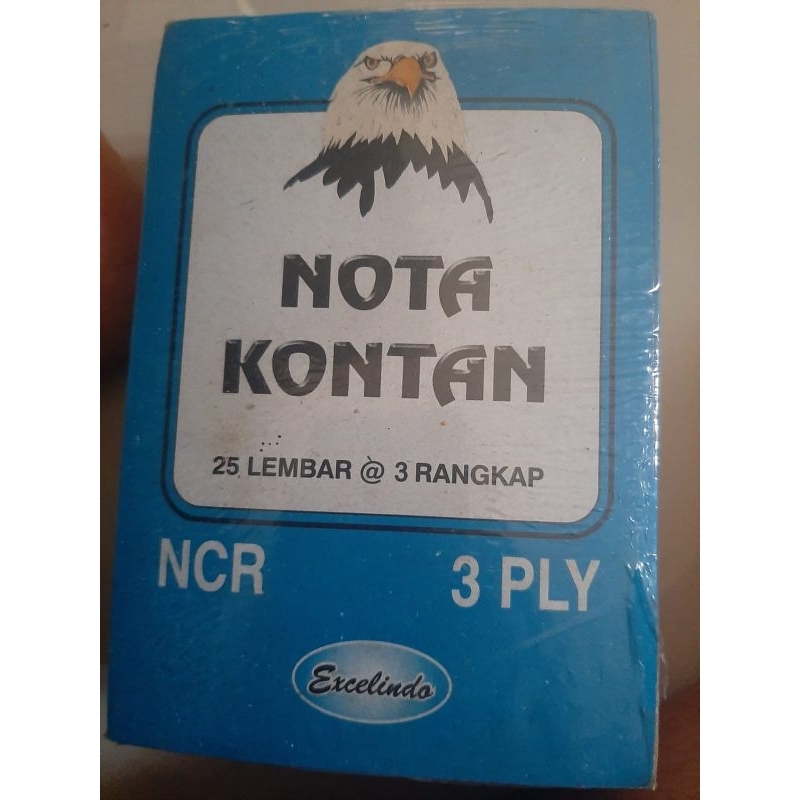 NOTA
KONTAN
25 LEMBAR @ 3 RANGKAP
NCR 3 PLY
Excelindo